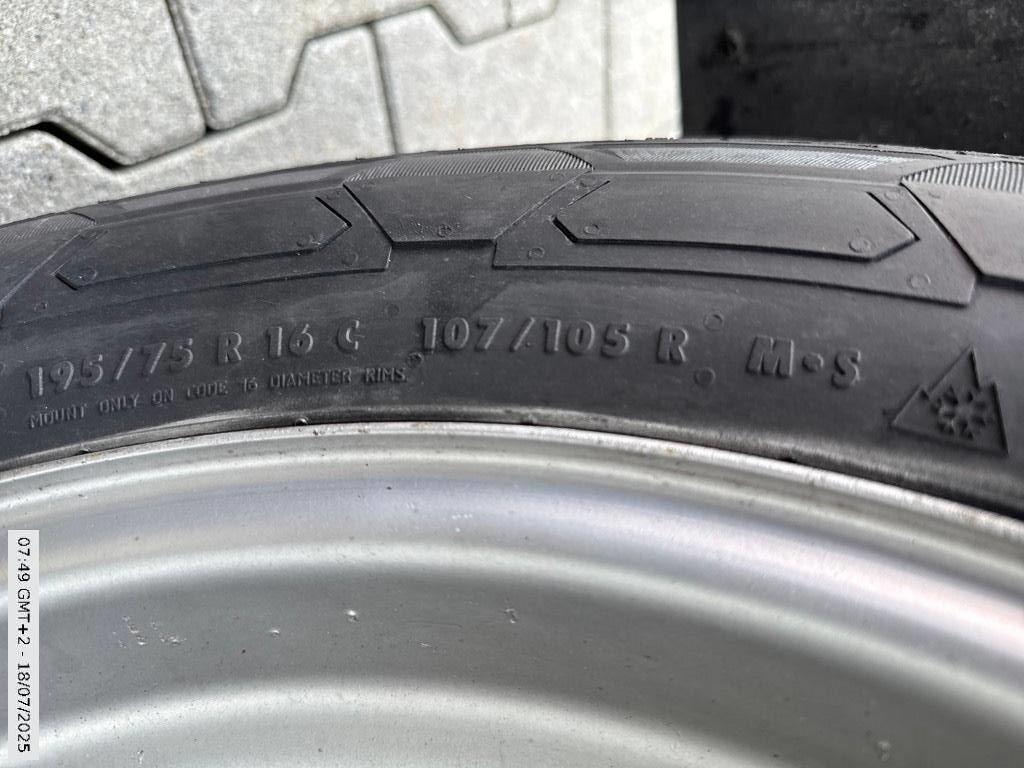 195/75 R 16 C 107/105 R M•S
MOUNT ONLY ON CODE 16 DIAMETER RIMS
07:49 GMT+2 - 18/07/2025